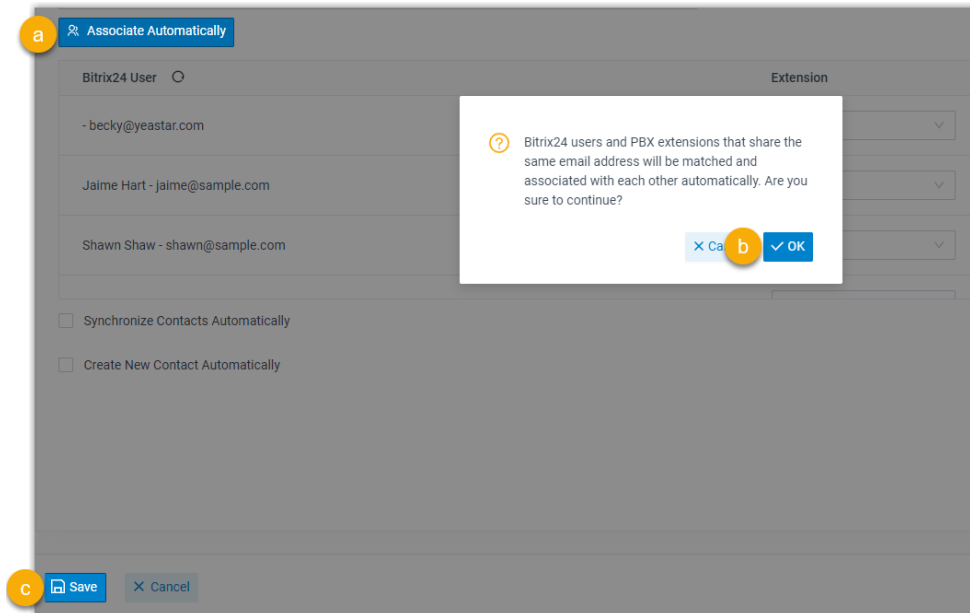 a
Associate Automatically
Bitrix24 User
Extension
- becky@yeastar.com
Bitrix24 users and PBX extensions that share the
same email address will be matched and
associated with each other automatically. Are you
sure to continue?
Jaime Hart - jaime@sample.com
Shawn Shaw - shawn@sample.com
b
OK
Synchronize Contacts Automatically
Create New Contact Automatically
c
Save
Cancel